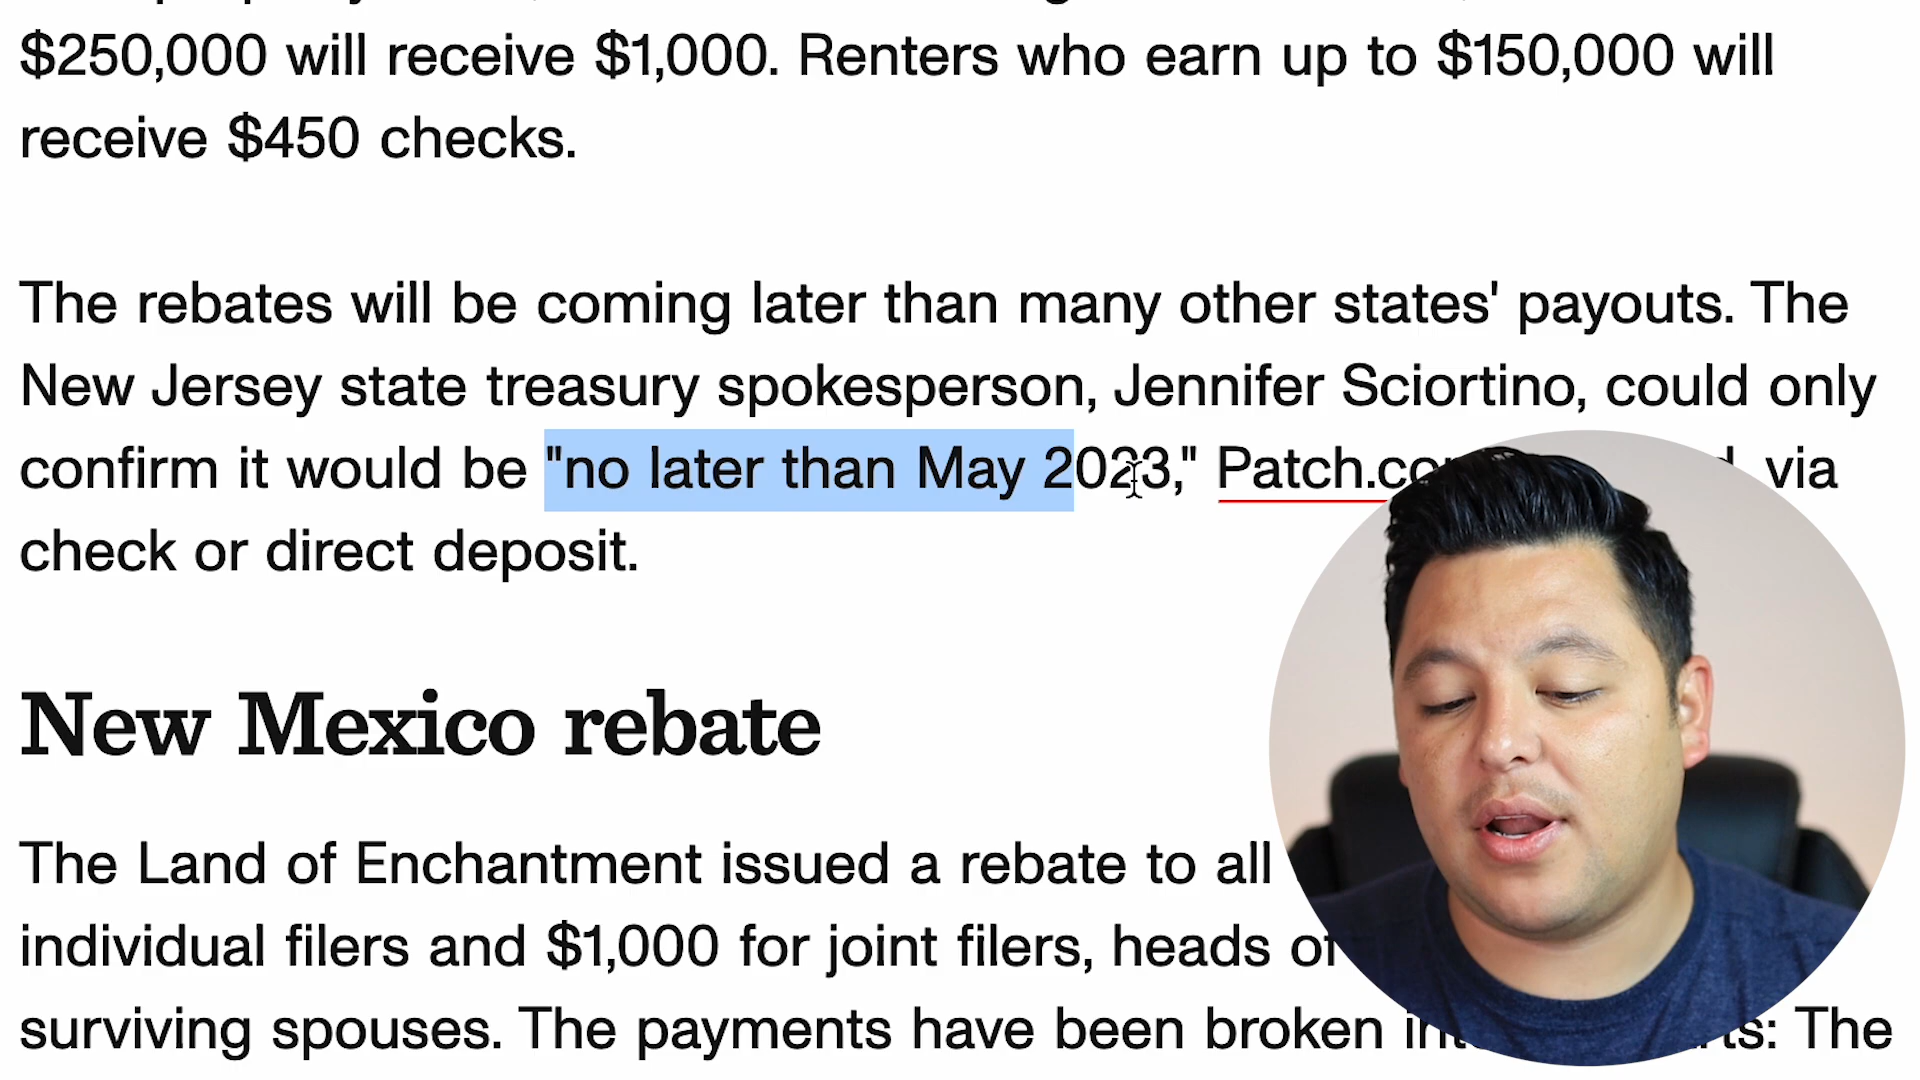 $250,000 will receive $1,000. Renters who earn up to $150,000 will
receive $450 checks.
The rebates will be coming later than many other states' payouts. The
New Jersey state treasury spokesperson, Jennifer Sciortino, could only
confirm it would be "no later than May 2023," via
check or direct deposit.
New Mexico rebate
The Land of Enchantment issued a rebate to all
individual filers and $1,000 for joint filers, heads of
surviving spouses. The payments have been broken The